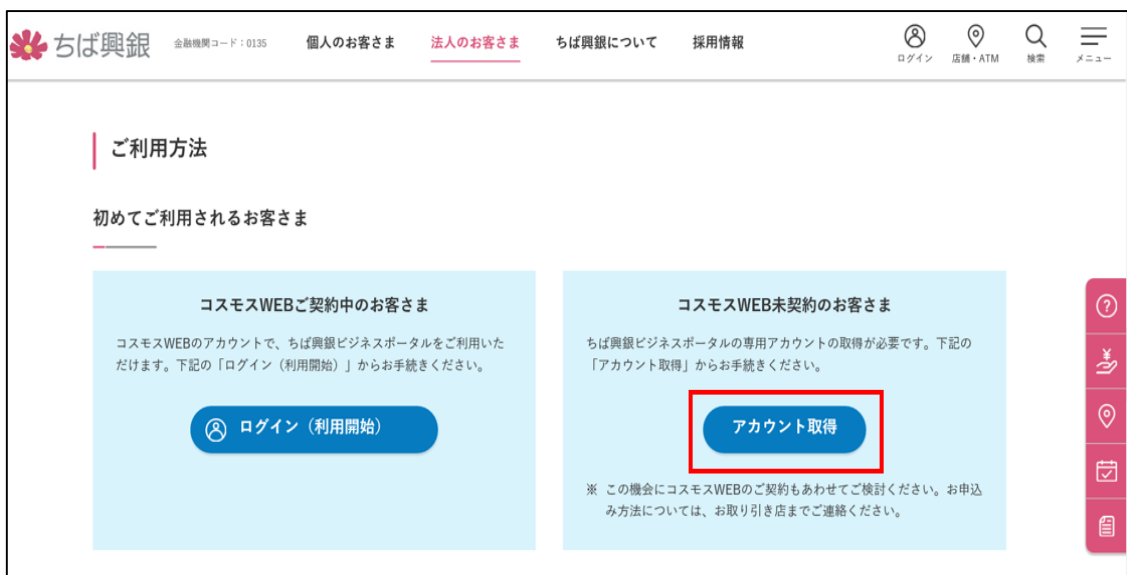 ちば興銀 金融機関コード：0135 個人のお客さま 法人のお客さま ちば興銀について 採用情報
ログイン 店舗・ATM 検索 メニュー
ご利用方法
初めてご利用されるお客さま
コスモスWEBご契約中のお客さま
コスモスWEBのアカウントで、ちば興銀ビジネスポータルをご利用いた
だけます。下記の「ログイン（利用開始）」からお手続きください。
ログイン（利用開始）
コスモスWEB未契約のお客さま
ちば興銀ビジネスポータルの専用アカウントの取得が必要です。下記の
「アカウント取得」からお手続きください。
アカウント取得
※ この機会にコスモスWEBのご契約もあわせてご検討ください。お申込
み方法については、お取り引き店までご連絡ください。